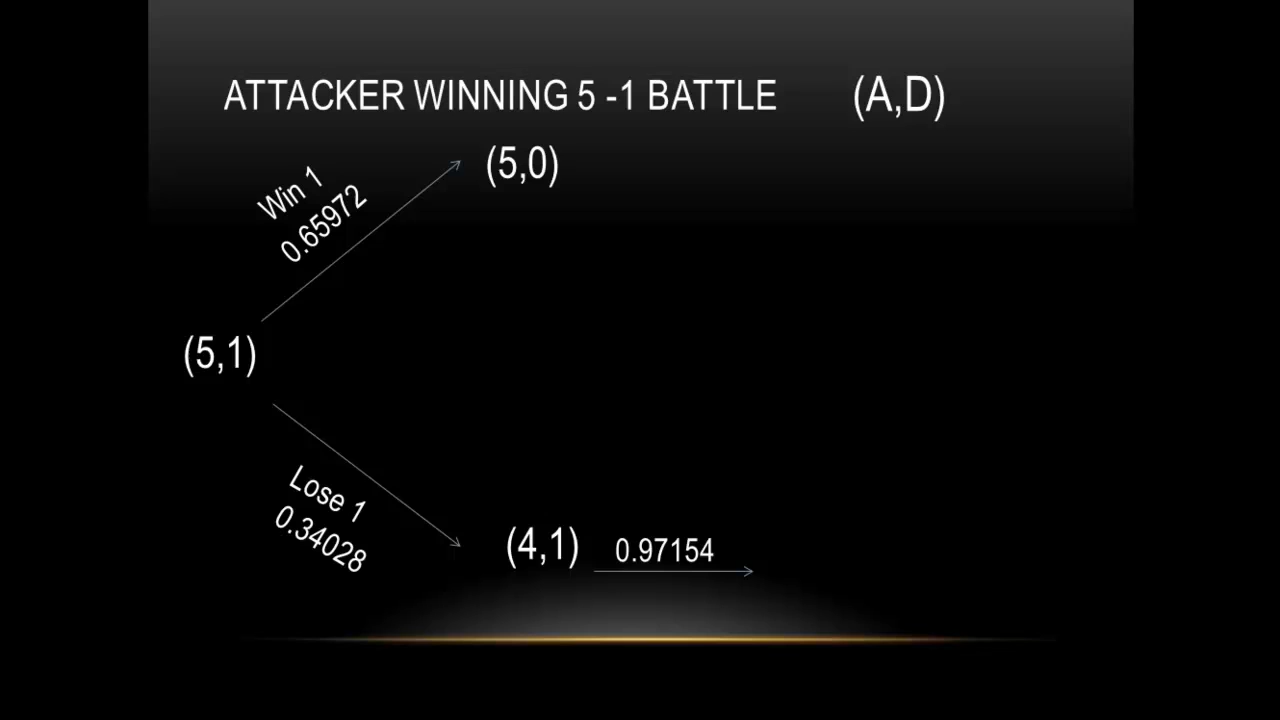 ATTACKER WINNING 5 -1 BATTLE (A,D)
(5,0)
Win 1
0.65972
(5,1)
Lose 1
0.34028
(4,1) 0.97154